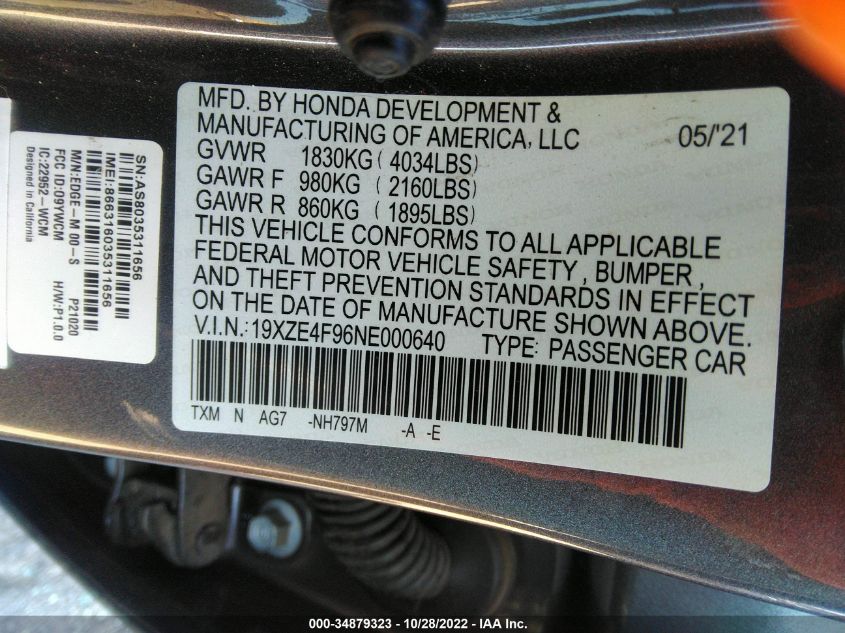 MFD. BY HONDA DEVELOPMENT &
MANUFACTURING OF AMERICA, LLC 05/'21
GVWR 1830KG ( 4034LBS)
GAWR F 980KG ( 2160LBS)
GAWR R 860KG ( 1895LBS)
THIS VEHICLE CONFORMS TO ALL APPLICABLE
FEDERAL MOTOR VEHICLE SAFETY, BUMPER,
AND THEFT PREVENTION STANDARDS IN EFFECT
ON THE DATE OF MANUFACTURE SHOWN ABOVE.
V.I.N.:19XZE4F96NE000640 TYPE: PASSENGER CAR
TXM N AG7 -NH797M -A -E
SN:AS8035311656
IMEI:866316035311656
M/N:EDGE-M 00-S P21020
FCC ID:09YWCM H/W:P1.0.0
IC:22952-WCM
Designed in California
000-34879323 / 10/28/2022 - IAA Inc.